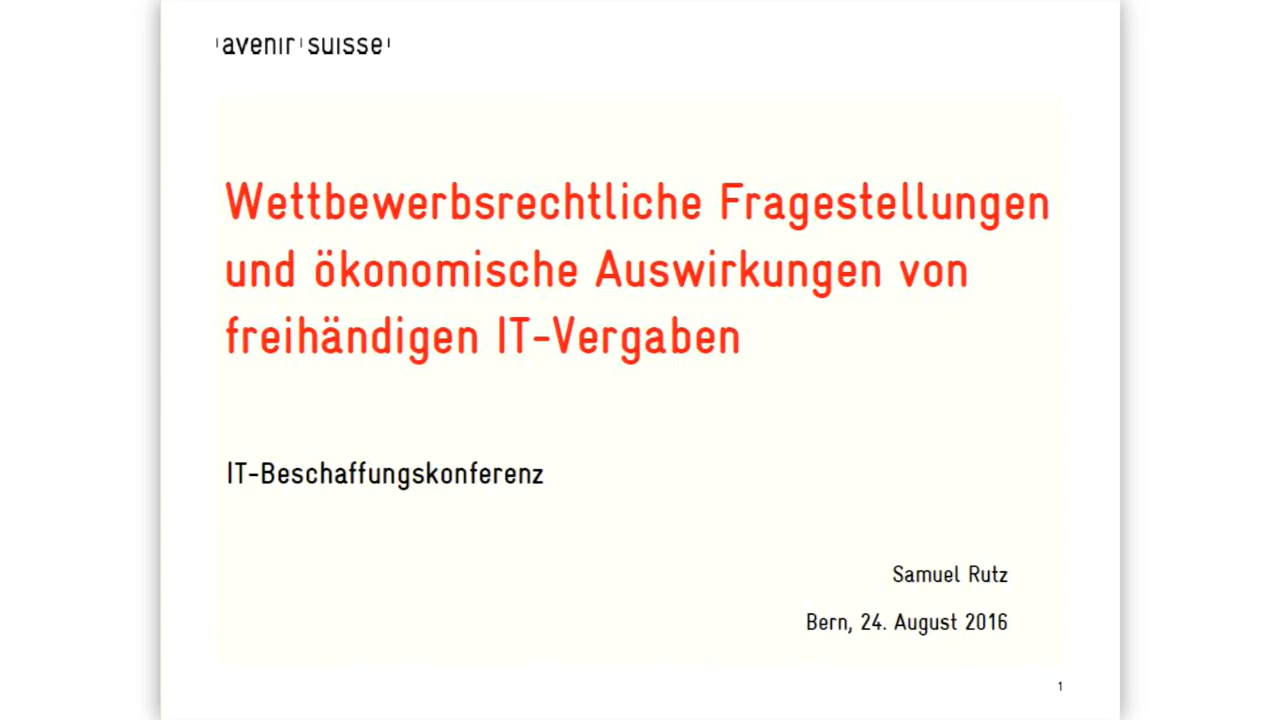 avenir suisse
Wettbewerbsrechtliche Fragestellungen
und ökonomische Auswirkungen von
freihändigen IT-Vergaben
IT-Beschaffungskonferenz
Samuel Rutz
Bern, 24. August 2016
1